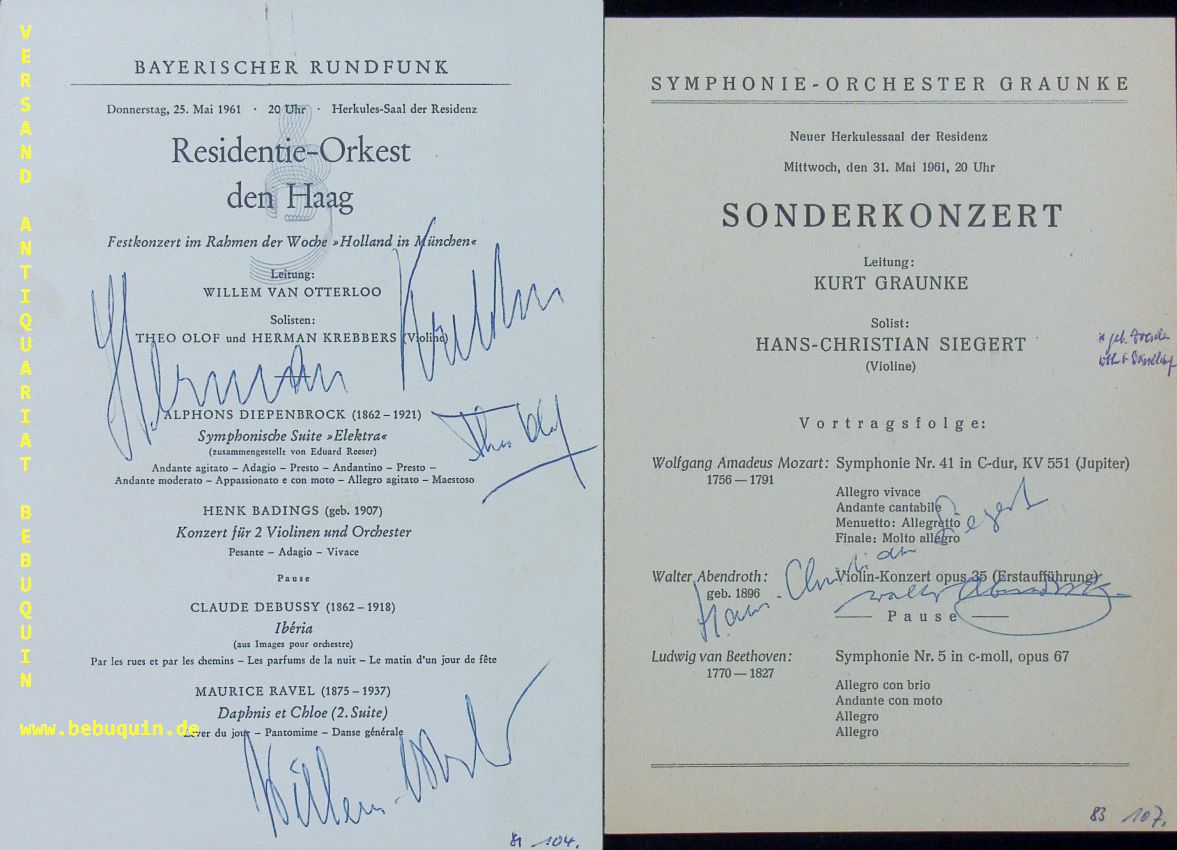 VERSAND ANTIQUARIAT BEBUQUIN
www.bebuquin.de
BAYERISCHER RUNDFUNK
Donnerstag, 25. Mai 1961 · 20 Uhr · Herkules-Saal der Residenz
Residentie-Orkest
den Haag
Festkonzert im Rahmen der Woche »Holland in München«
Leitung:
WILLEM VAN OTTERLOO
Solisten:
THEO OLOF und HERMAN KREBBERS (Violine)
Herman Krebbers
ALPHONS DIEPENBROCK (1862–1921)
Theo Olof
Symphonische Suite »Elektra«
(zusammengestellt von Eduard Reeser)
Andante agitato – Adagio – Presto – Andantino – Presto –
Andante moderato – Appassionato e con moto – Allegro agitato – Maestoso
HENK BADINGS (geb. 1907)
Konzert für 2 Violinen und Orchester
Pesante – Adagio – Vivace
Pause
CLAUDE DEBUSSY (1862–1918)
Ibéria
(aus Images pour orchestre)
Par les rues et par les chemins – Les parfums de la nuit – Le matin d'un jour de fête
MAURICE RAVEL (1875–1937)
Daphnis et Chloe (2. Suite)
Lever du jour – Pantomime – Danse générale
Willem
81 104.
SYMPHONIE-ORCHESTER GRAUNKE
Neuer Herkulessaal der Residenz
Mittwoch, den 31. Mai 1961, 20 Uhr
SONDERKONZERT
Leitung:
KURT GRAUNKE
Solist:
HANS-CHRISTIAN SIEGERT
(Violine)
Vortragsfolge:
Wolfgang Amadeus Mozart: Symphonie Nr. 41 in C-dur, KV 551 (Jupiter)
1756—1791
Allegro vivace
Andante cantabile
Menuetto: Allegretto
Finale: Molto allegro
Hans-Christian Siegert
Walter Abendroth: Violin-Konzert opus 35 (Erstaufführung)
geb. 1896
Walter Abendroth
Pause
Ludwig van Beethoven: Symphonie Nr. 5 in c-moll, opus 67
1770—1827
Allegro con brio
Andante con moto
Allegro
Allegro
83 107.